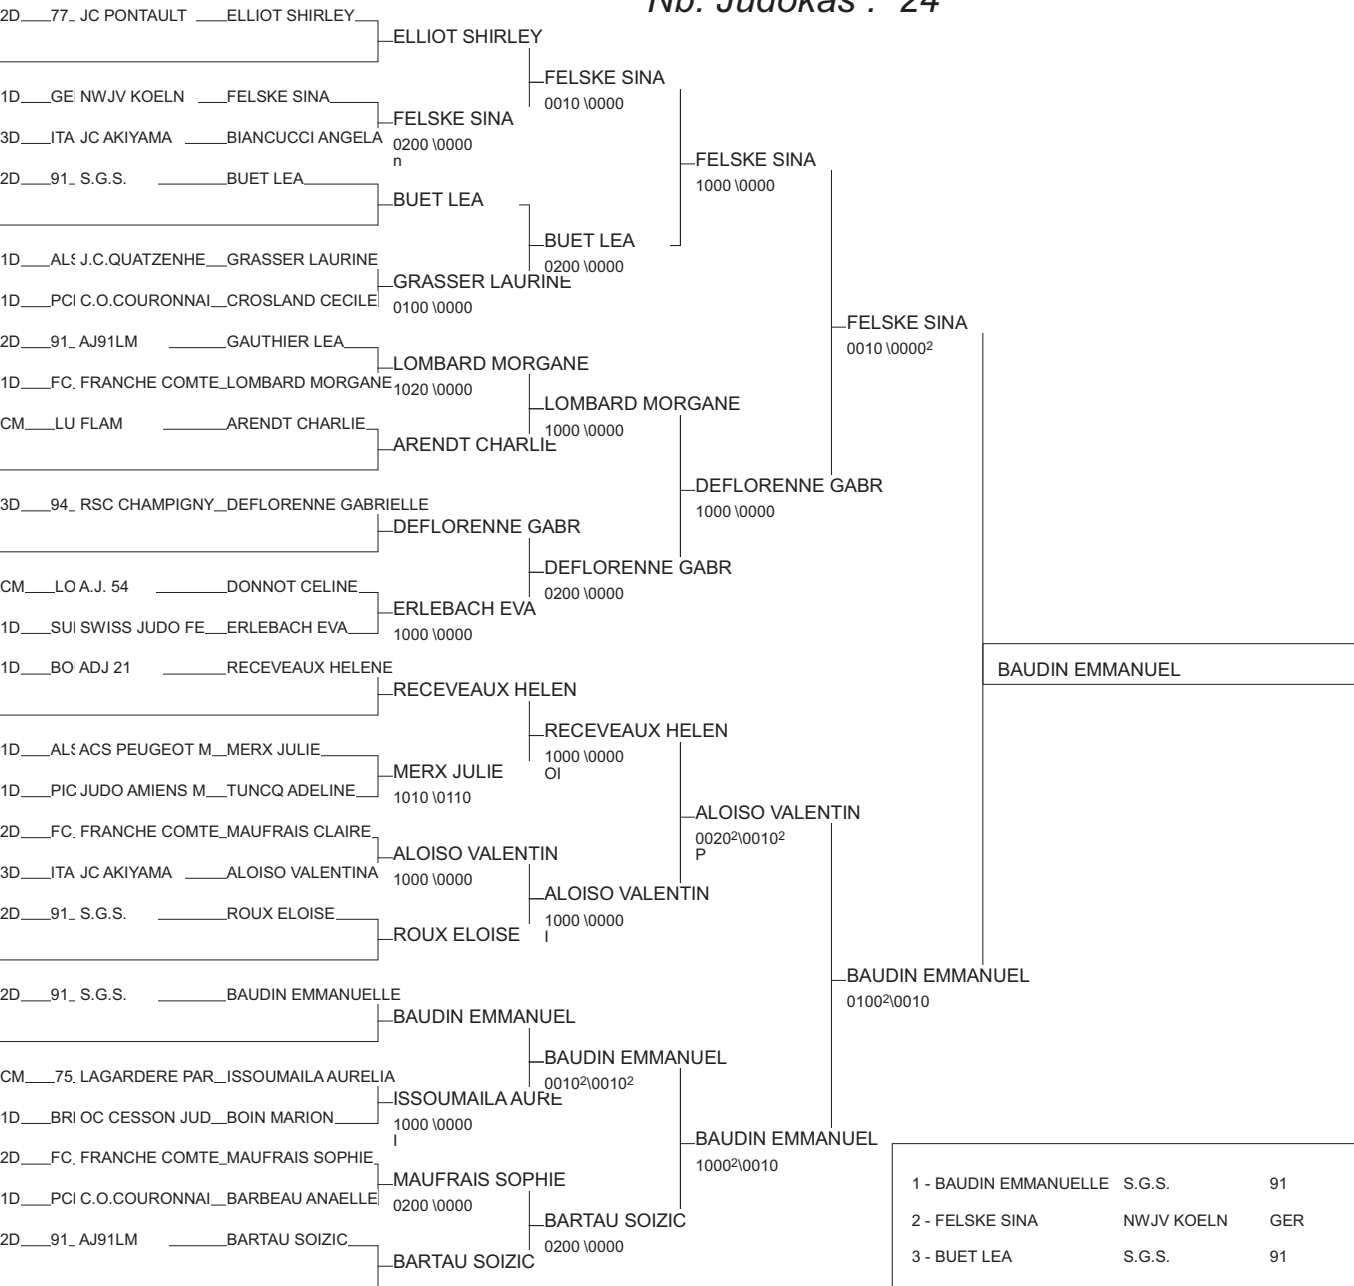 Nb. Judokas : 24
2D 77 JC PONTAULT ELLIOT SHIRLEY
ELLIOT SHIRLEY
FELSKE SINA
0010 \0000
1D GE NWJV KOELN FELSKE SINA
FELSKE SINA
0200 \0000
n
3D ITA JC AKIYAMA BIANCUCCI ANGELA
FELSKE SINA
1000 \0000
2D 91 S.G.S. BUET LEA
BUET LEA
BUET LEA
0200 \0000
1D ALS J.C.QUATZENHE GRASSER LAURINE
GRASSER LAURINE
0100 \0000
1D PC C.O.COURONNAI CROSLAND CECILE
FELSKE SINA
0010 \0000²
2D 91 AJ91LM GAUTHIER LEA
LOMBARD MORGANE
1020 \0000
1D FC FRANCHE COMTE LOMBARD MORGANE
LOMBARD MORGANE
1000 \0000
CM LU FLAM ARENDT CHARLIE
ARENDT CHARLIE
DEFLORENNE GABR
1000 \0000
3D 94 RSC CHAMPIGNY DEFLORENNE GABRIELLE
DEFLORENNE GABR
DEFLORENNE GABR
0200 \0000
CM LO A.J. 54 DONNOT CELINE
ERLEBACH EVA
1000 \0000
1D SUI SWISS JUDO FE ERLEBACH EVA
BAUDIN EMMANUEL
1D BO ADJ 21 RECEVEAUX HELENE
RECEVEAUX HELEN
RECEVEAUX HELEN
1000 \0000
OI
1D ALS ACS PEUGEOT M MERX JULIE
MERX JULIE
1010 \0110
1D PIC JUDO AMIENS M TUNCQ ADELINE
ALOISO VALENTIN
0020²\0010²
P
2D FC FRANCHE COMTE MAUFRAIS CLAIRE
ALOISO VALENTIN
1000 \0000
3D ITA JC AKIYAMA ALOISO VALENTINA
ALOISO VALENTIN
1000 \0000
I
2D 91 S.G.S. ROUX ELOISE
ROUX ELOISE
BAUDIN EMMANUEL
0100²\0010
2D 91 S.G.S. BAUDIN EMMANUELLE
BAUDIN EMMANUEL
BAUDIN EMMANUEL
0010²\0010²
CM 75 LAGARDERE PAR ISSOUMAILA AURELIA
ISSOUMAILA AURE
1000 \0000
I
1D BR OC CESSON JUD BOIN MARION
BAUDIN EMMANUEL
1000²\0010
2D FC FRANCHE COMTE MAUFRAIS SOPHIE
MAUFRAIS SOPHIE
0200 \0000
1D PC C.O.COURONNAI BARBEAU ANAELLE
BARTAU SOIZIC
0200 \0000
2D 91 AJ91LM BARTAU SOIZIC
BARTAU SOIZIC
1 - BAUDIN EMMANUELLE S.G.S. 91
2 - FELSKE SINA NWJV KOELN GER
3 - BUET LEA S.G.S. 91